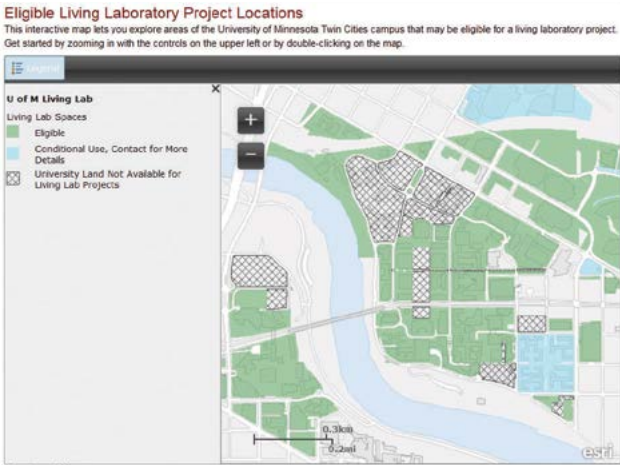 Eligible Living Laboratory Project Locations
This interactive map lets you explore areas of the University of Minnesota Twin Cities campus that may be eligible for a living laboratory project.
Get started by zooming in with the controls on the upper left or by double-clicking on the map.
Legend
U of M Living Lab
Living Lab Spaces
Eligible
Conditional Use, Contact for More
Details
University Land Not Available for
Living Lab Projects
0.3km
0.2mi
esri